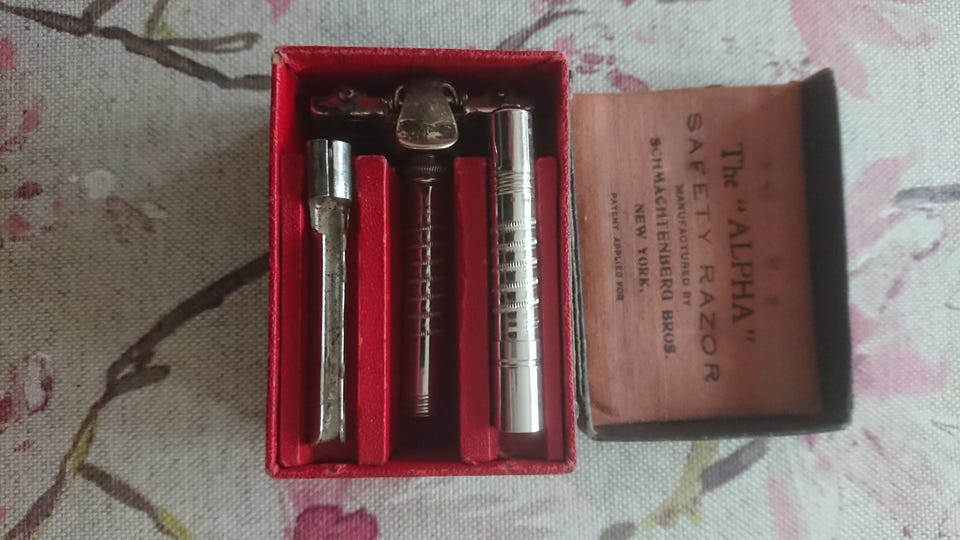 The "ALPHA"
SAFETY RAZOR
MANUFACTURED BY
SCHMACHTENBERG BROS.
NEW YORK.
PATENT APPLIED FOR